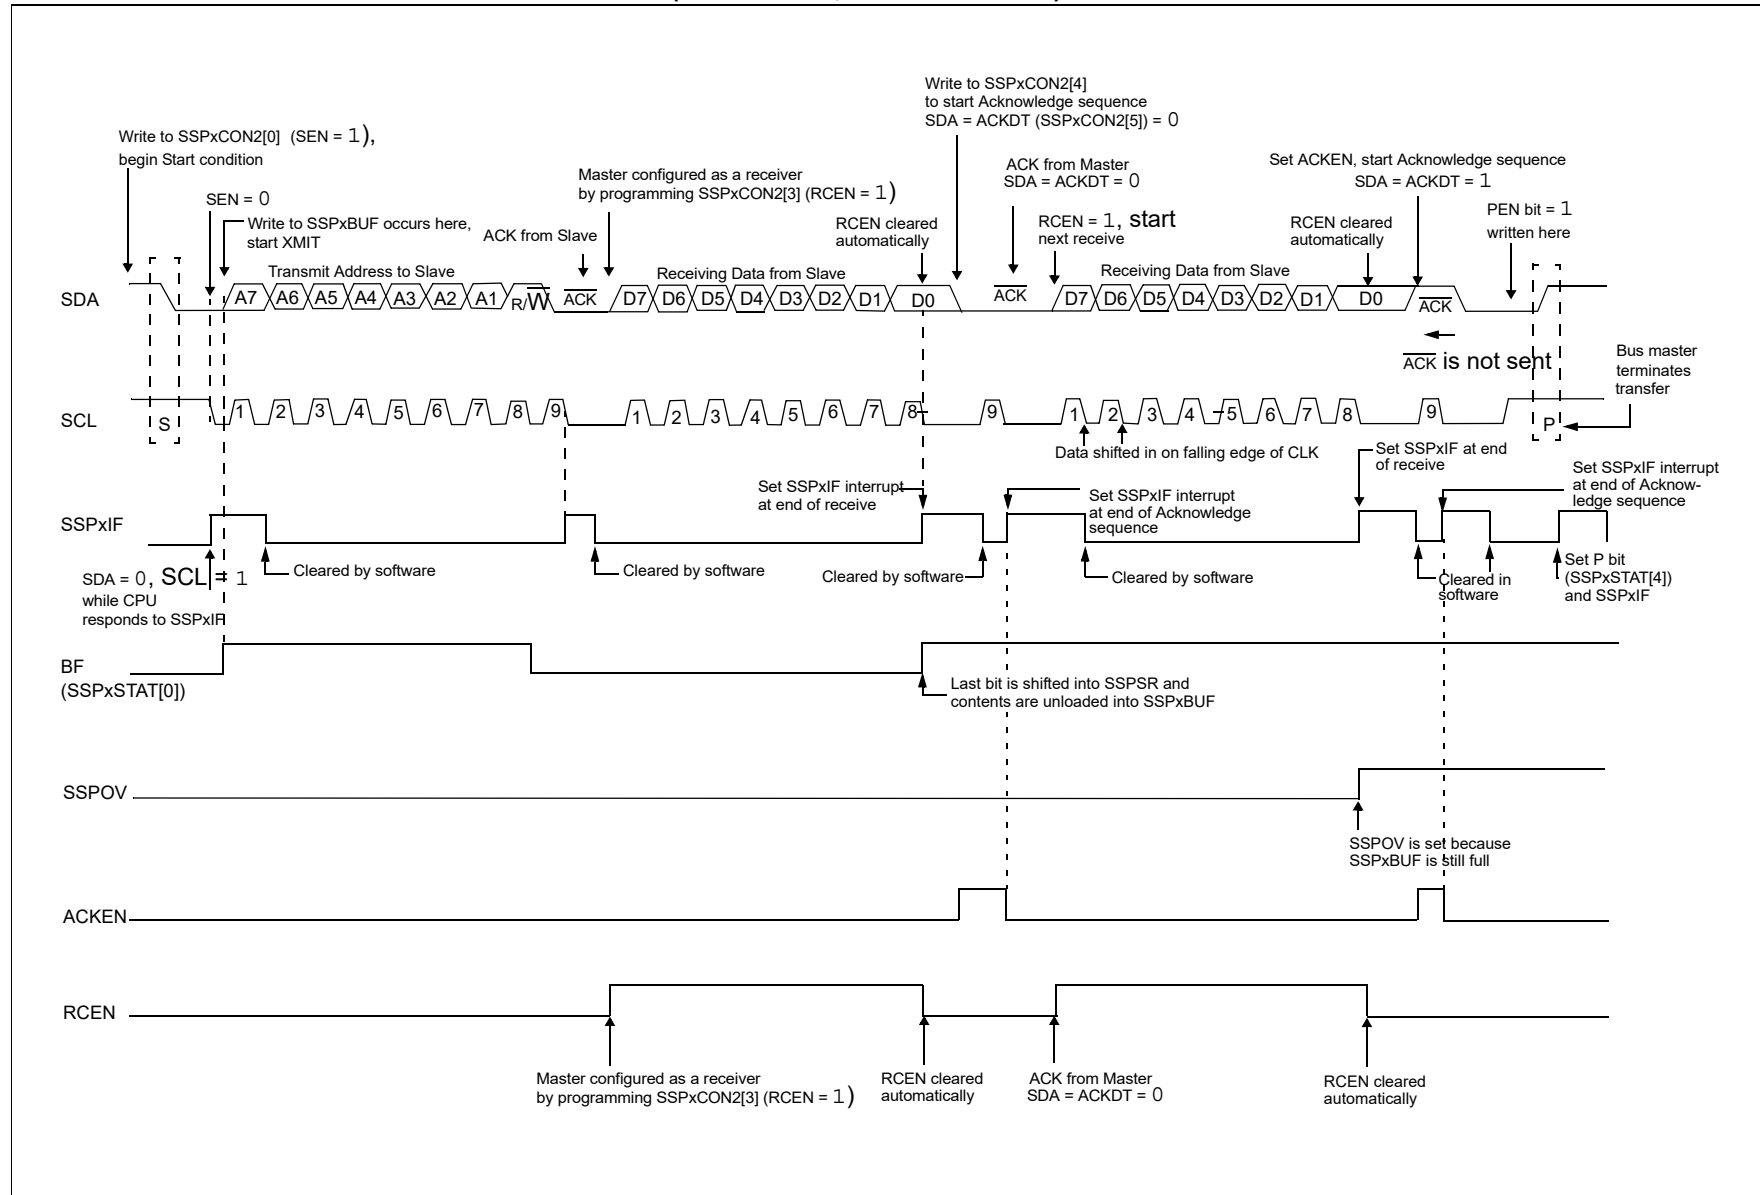 Write to SSPxCON2[4]
to start Acknowledge sequence
SDA = ACKDT (SSPxCON2[5]) = 0
Write to SSPxCON2[0] (SEN = 1),
begin Start condition
ACK from Master
SDA = ACKDT = 0
Set ACKEN, start Acknowledge sequence
SDA = ACKDT = 1
Master configured as a receiver
by programming SSPxCON2[3] (RCEN = 1)
SEN = 0
Write to SSPxBUF occurs here,
start XMIT
ACK from Slave
RCEN cleared
automatically
RCEN = 1, start
next receive
RCEN cleared
automatically
PEN bit = 1
written here
Transmit Address to Slave
Receiving Data from Slave
Receiving Data from Slave
SDA A7 A6 A5 A4 A3 A2 A1 R/W ACK D7 D6 D5 D4 D3 D2 D1 D0 ACK D7 D6 D5 D4 D3 D2 D1 D0 ACK
ACK is not sent
Bus master
terminates
transfer
SCL S 1 2 3 4 5 6 7 8 9 1 2 3 4 5 6 7 8 9 1 2 3 4 5 6 7 8 9 P
Data shifted in on falling edge of CLK
Set SSPxIF at end
of receive
Set SSPxIF interrupt
at end of receive
Set SSPxIF interrupt
at end of Acknowledge
sequence
Set SSPxIF interrupt
at end of Acknow-
ledge sequence
SSPxIF
SDA = 0, SCL = 1
while CPU
responds to SSPxIF
Cleared by software
Cleared by software
Cleared by software
Cleared by software
Cleared in
software
Set P bit
(SSPxSTAT[4])
and SSPxIF
BF
(SSPxSTAT[0])
Last bit is shifted into SSPSR and
contents are unloaded into SSPxBUF
SSPOV
SSPOV is set because
SSPxBUF is still full
ACKEN
RCEN
Master configured as a receiver
by programming SSPxCON2[3] (RCEN = 1)
RCEN cleared
automatically
ACK from Master
SDA = ACKDT = 0
RCEN cleared
automatically